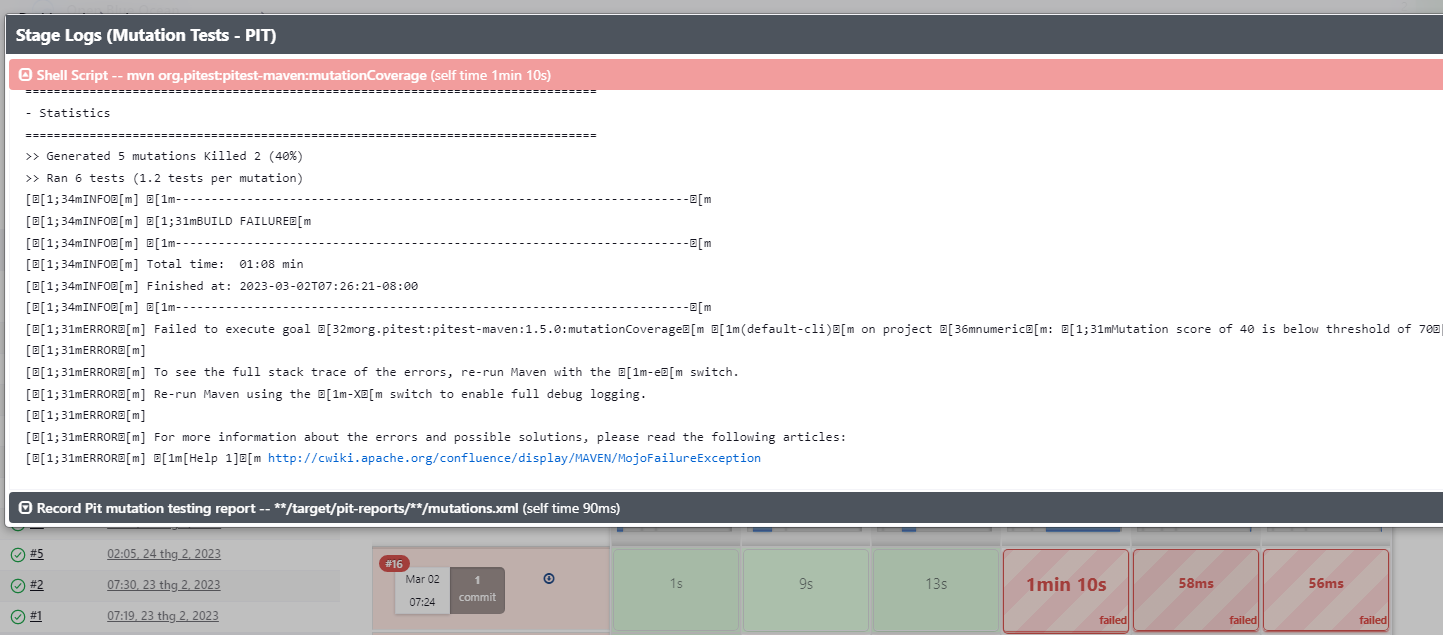 Stage Logs (Mutation Tests - PIT)
Shell Script -- mvn org.pitest:pitest-maven:mutationCoverage (self time 1min 10s)
================================================================================
- Statistics
================================================================================
>> Generated 5 mutations Killed 2 (40%)
>> Ran 6 tests (1.2 tests per mutation)
[[1;34mINFO[m] [1m------------------------------------------------------------------------[m
[[1;34mINFO[m] [1;31mBUILD FAILURE[m
[[1;34mINFO[m] [1m------------------------------------------------------------------------[m
[[1;34mINFO[m] Total time:  01:08 min
[[1;34mINFO[m] Finished at: 2023-03-02T07:26:21-08:00
[[1;34mINFO[m] [1m------------------------------------------------------------------------[m
[[1;31mERROR[m] Failed to execute goal [32morg.pitest:pitest-maven:1.5.0:mutationCoverage[m [1m(default-cli)[m on project [36mnumeric[m: [1;31mMutation score of 40 is below threshold of 70[
[[1;31mERROR[m]
[[1;31mERROR[m] To see the full stack trace of the errors, re-run Maven with the [1m-e[m switch.
[[1;31mERROR[m] Re-run Maven using the [1m-X[m switch to enable full debug logging.
[[1;31mERROR[m]
[[1;31mERROR[m] For more information about the errors and possible solutions, please read the following articles:
[[1;31mERROR[m] [1m[Help 1][m http://cwiki.apache.org/confluence/display/MAVEN/MojoFailureException
Record Pit mutation testing report -- **/target/pit-reports/**/mutations.xml (self time 90ms)
#5 02:05, 24 thg 2, 2023
#2 07:30, 23 thg 2, 2023
#1 07:19, 23 thg 2, 2023
#16
Mar 02
07:24
1
commit
1s
9s
13s
1min 10s
failed
58ms
failed
56ms
failed